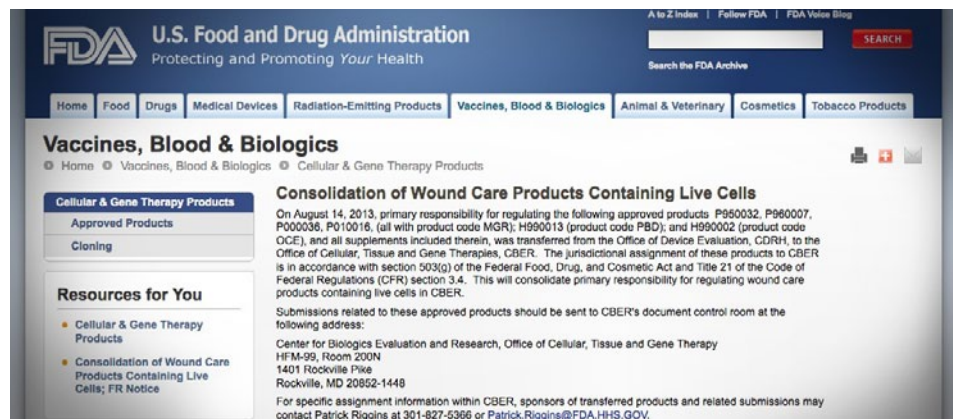 A to Z Index | Follow FDA | FDA Voice Blog
FDA U.S. Food and Drug Administration
Protecting and Promoting Your Health
SEARCH
Search the FDA Archive
Home Food Drugs Medical Devices Radiation-Emitting Products Vaccines, Blood & Biologics Animal & Veterinary Cosmetics Tobacco Products
Vaccines, Blood & Biologics
Home Vaccines, Blood & Biologics Cellular & Gene Therapy Products
Cellular & Gene Therapy Products
Approved Products
Cloning
Resources for You
Cellular & Gene Therapy
Products
Consolidation of Wound Care
Products Containing Live
Cells; FR Notice
Consolidation of Wound Care Products Containing Live Cells
On August 14, 2013, primary responsibility for regulating the following approved products P950032, P960007,
P000036, P010016, (all with product code MGR); H990013 (product code PBD); and H990002 (product code
OCE), and all supplements included therein, was transferred from the Office of Device Evaluation, CDRH, to the
Office of Cellular, Tissue and Gene Therapies, CBER. The jurisdictional assignment of these products to CBER
is in accordance with section 503(g) of the Federal Food, Drug, and Cosmetic Act and Title 21 of the Code of
Federal Regulations (CFR) section 3.4. This will consolidate primary responsibility for regulating wound care
products containing live cells in CBER.
Submissions related to these approved products should be sent to CBER's document control room at the
following address:
Center for Biologics Evaluation and Research, Office of Cellular, Tissue and Gene Therapy
HFM-99, Room 200N
1401 Rockville Pike
Rockville, MD 20852-1448
For specific assignment information within CBER, sponsors of transferred products and related submissions may
contact Patrick Riggins at 301-827-5366 or Patrick.Riggins@FDA.HHS.GOV.